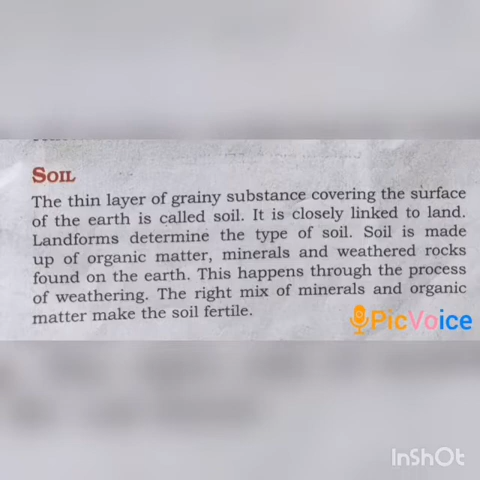 SOIL
The thin layer of grainy substance covering the surface
of the earth is called soil. It is closely linked to land.
Landforms determine the type of soil. Soil is made
up of organic matter, minerals and weathered rocks
found on the earth. This happens through the process
of weathering. The right mix of minerals and organic
matter make the soil fertile.
PicVoice
InShOt